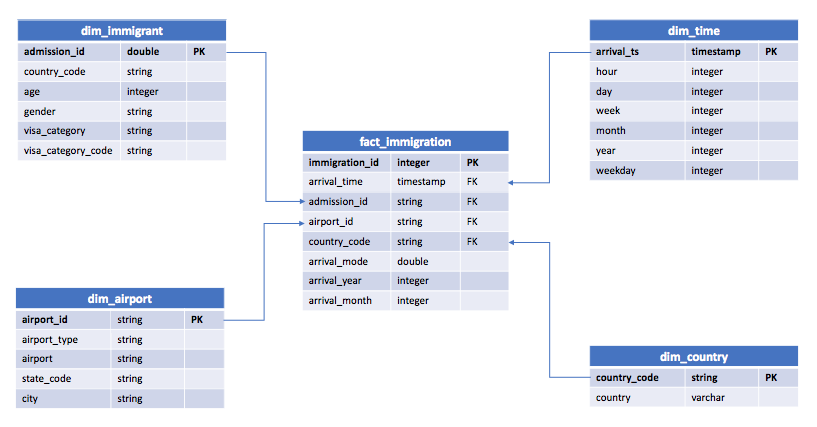 dim_immigrant
admission_id double PK
country_code string
age integer
gender string
visa_category string
visa_category_code string
dim_time
arrival_ts timestamp PK
hour integer
day integer
week integer
month integer
year integer
weekday integer
fact_immigration
immigration_id integer PK
arrival_time timestamp FK
admission_id string FK
airport_id string FK
country_code string FK
arrival_mode double
arrival_year integer
arrival_month integer
dim_airport
airport_id string PK
airport_type string
airport string
state_code string
city string
dim_country
country_code string PK
country varchar